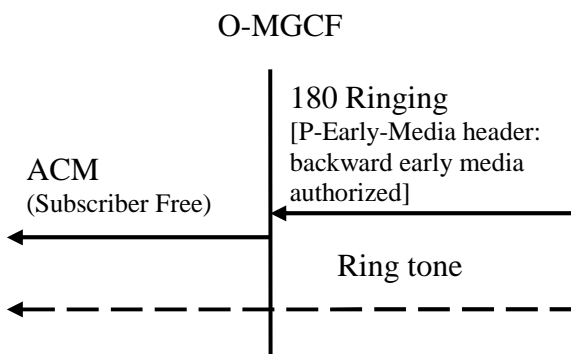 O-MGCF
180 Ringing
[P-Early-Media header:
backward early media
authorized]
ACM
(Subscriber Free)
Ring tone